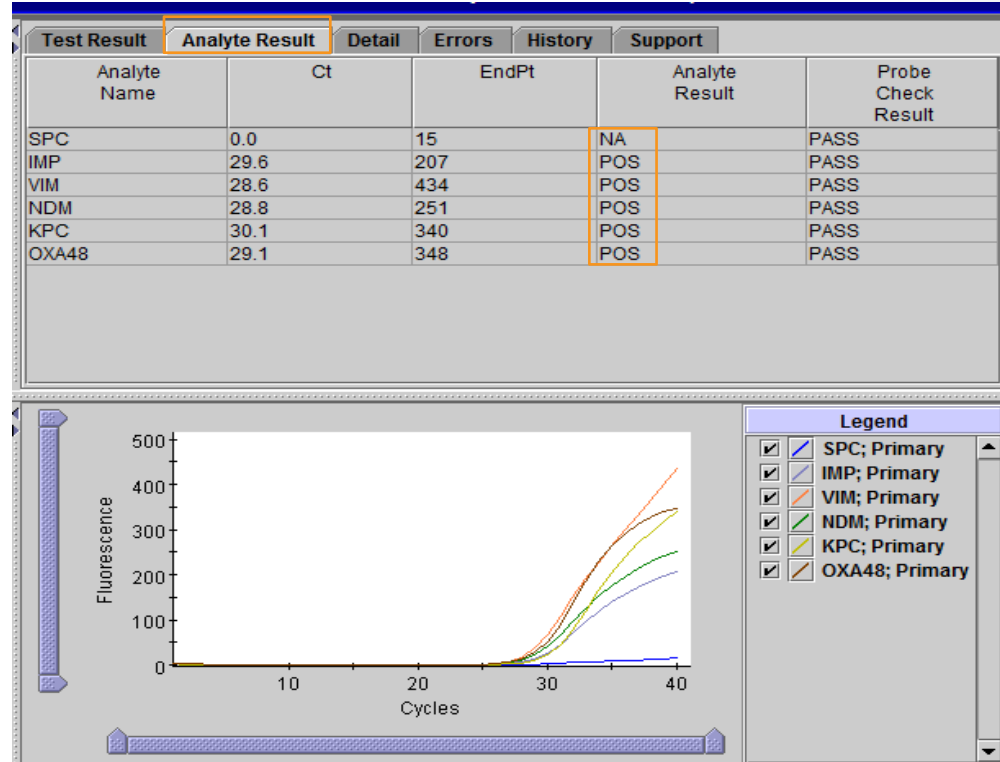 Test Result Analyte Result Detail Errors History Support
Analyte Name Ct EndPt Analyte Result Probe Check Result
SPC 0.0 15 NA PASS
IMP 29.6 207 POS PASS
VIM 28.6 434 POS PASS
NDM 28.8 251 POS PASS
KPC 30.1 340 POS PASS
OXA48 29.1 348 POS PASS
Legend
SPC; Primary
IMP; Primary
VIM; Primary
NDM; Primary
KPC; Primary
OXA48; Primary
Fluorescence
500
400
300
200
100
0
10 20 30 40
Cycles